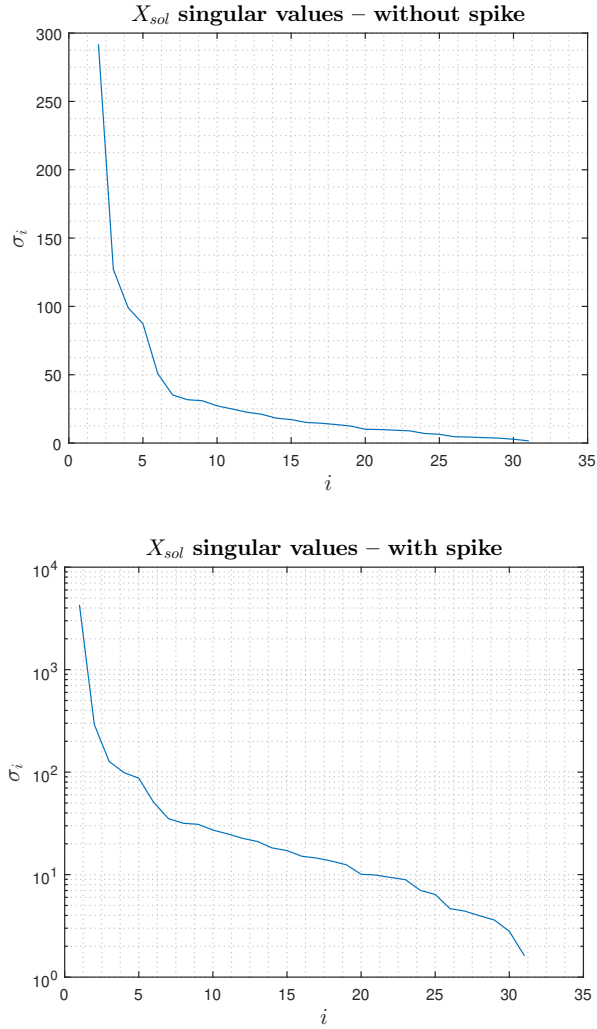 X_sol singular values – without spike
300
250
200
150
100
50
0
σ_i
0 5 10 15 20 25 30 35
i
X_sol singular values – with spike
10^4
10^3
10^2
10^1
10^0
σ_i
0 5 10 15 20 25 30 35
i